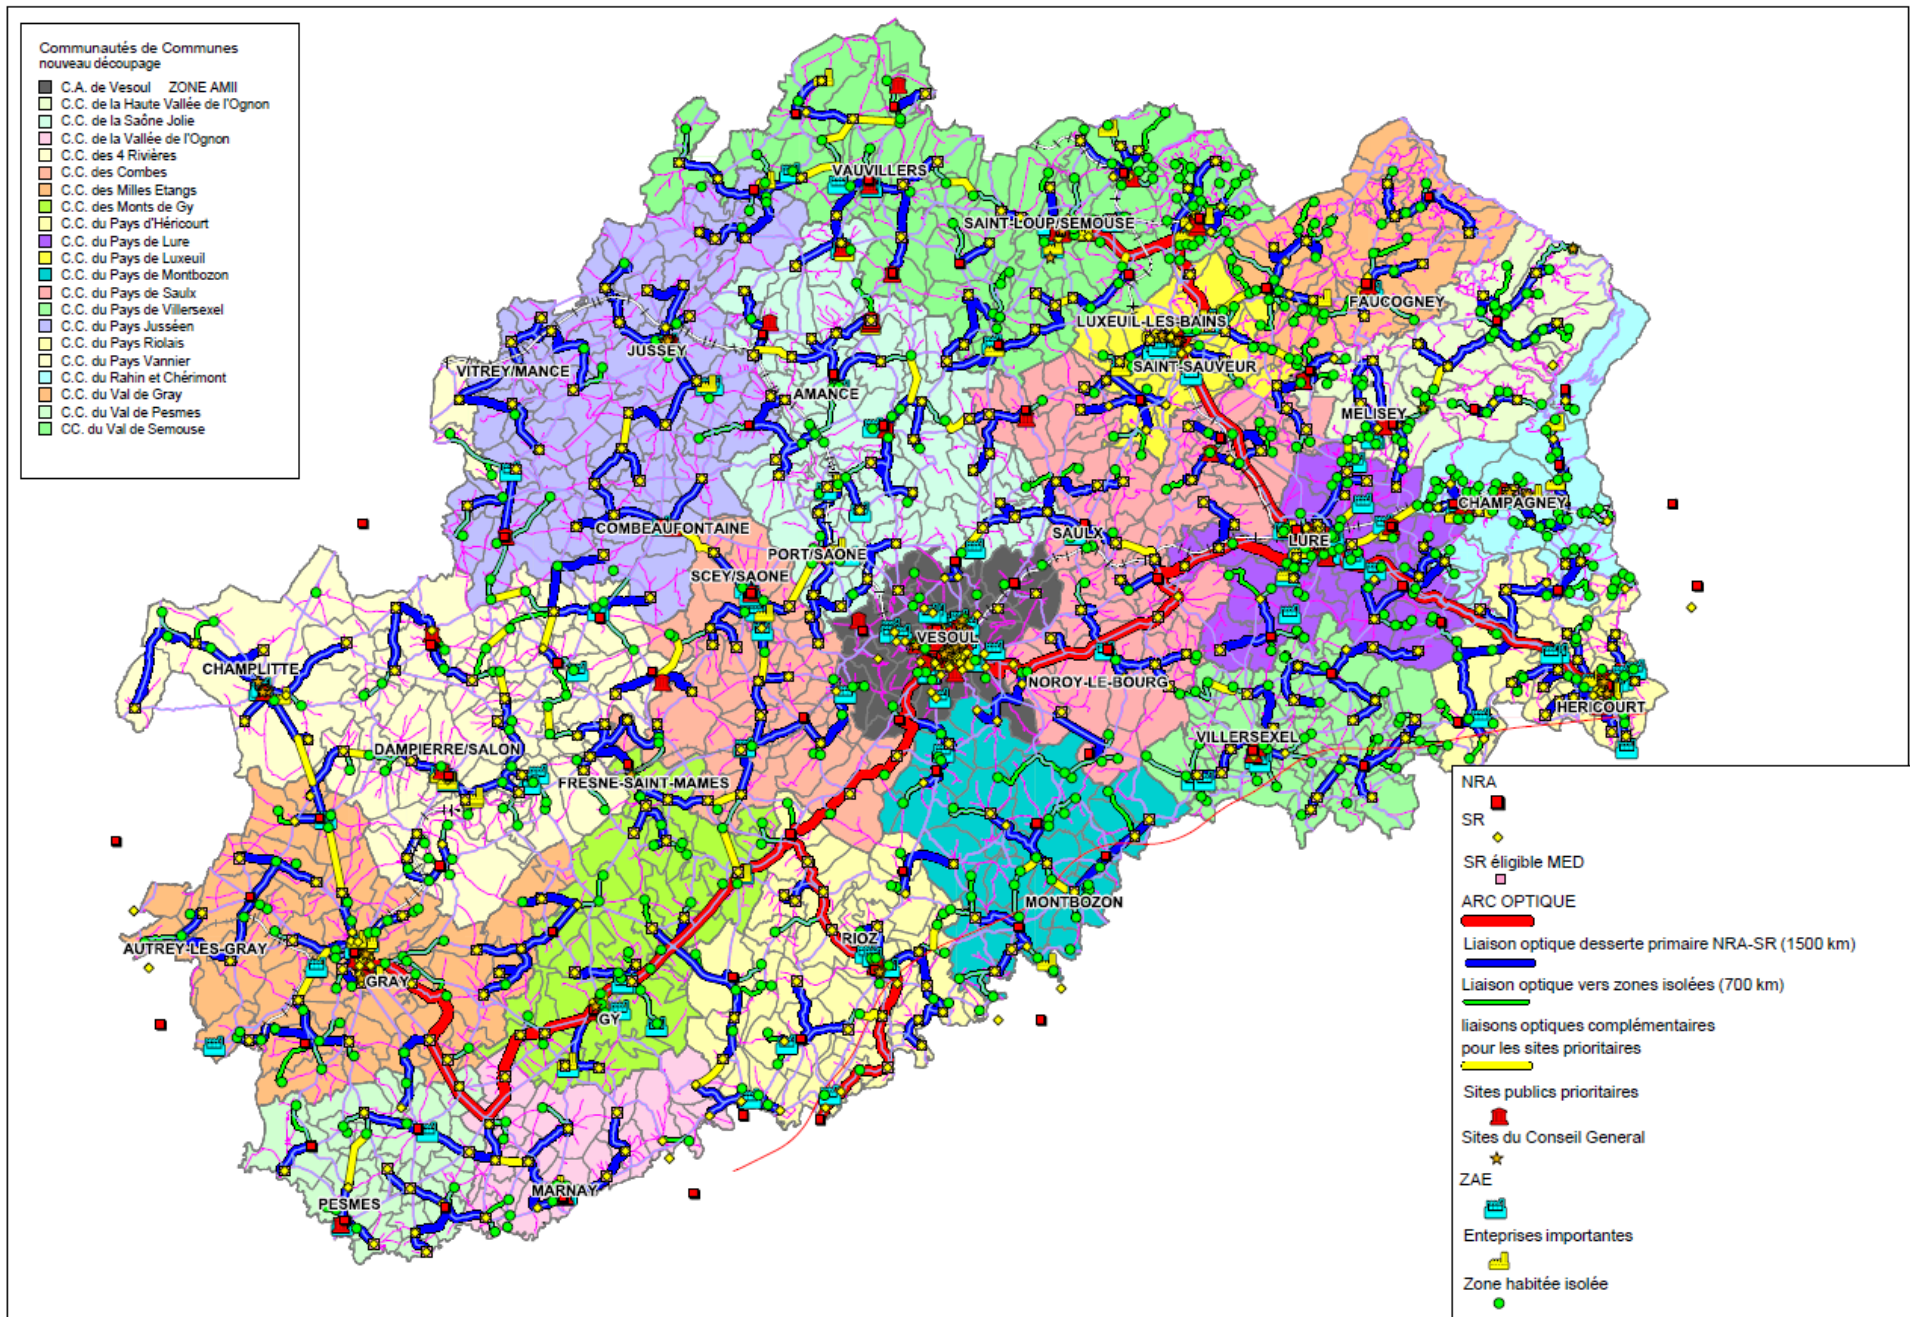 Communautés de Communes
nouveau découpage
C.A. de Vesoul ZONE AMII
C.C. de la Haute Vallée de l'Ognon
C.C. de la Saône Jolie
C.C. de la Vallée de l'Ognon
C.C. des 4 Rivières
C.C. des Combes
C.C. des Milles Etangs
C.C. des Monts de Gy
C.C. du Pays d'Héricourt
C.C. du Pays de Lure
C.C. du Pays de Luxeuil
C.C. du Pays de Montbozon
C.C. du Pays de Saulx
C.C. du Pays de Villersexel
C.C. du Pays Jusséen
C.C. du Pays Riolais
C.C. du Pays Vannier
C.C. du Rahin et Chérimont
C.C. du Val de Gray
C.C. du Val de Pesmes
CC. du Val de Semouse
VAUVILLERS
SAINT-LOUP/SEMOUSE
FAUCOGNEY
LUXEUIL-LES-BAINS
JUSSEY
VITREY/MANCE
SAINT-SAUVEUR
AMANCE
MELISEY
CHAMPAGNEY
COMBEAUFONTAINE
SAULX
LURE
PORT/SAONE
SCEY/SAONE
VESOUL
CHAMPLITTE
NOROY-LE-BOURG
HERICOURT
VILLERSEXEL
DAMPIERRE/SALON
FRESNE-SAINT-MAMES
MONTBOZON
RIOZ
AUTREY-LES-GRAY
GRAY
GY
MARNAY
PESMES
NRA
SR
SR éligible MED
ARC OPTIQUE
Liaison optique desserte primaire NRA-SR (1500 km)
Liaison optique vers zones isolées (700 km)
liaisons optiques complémentaires
pour les sites prioritaires
Sites publics prioritaires
Sites du Conseil General
ZAE
Enteprises importantes
Zone habitée isolée